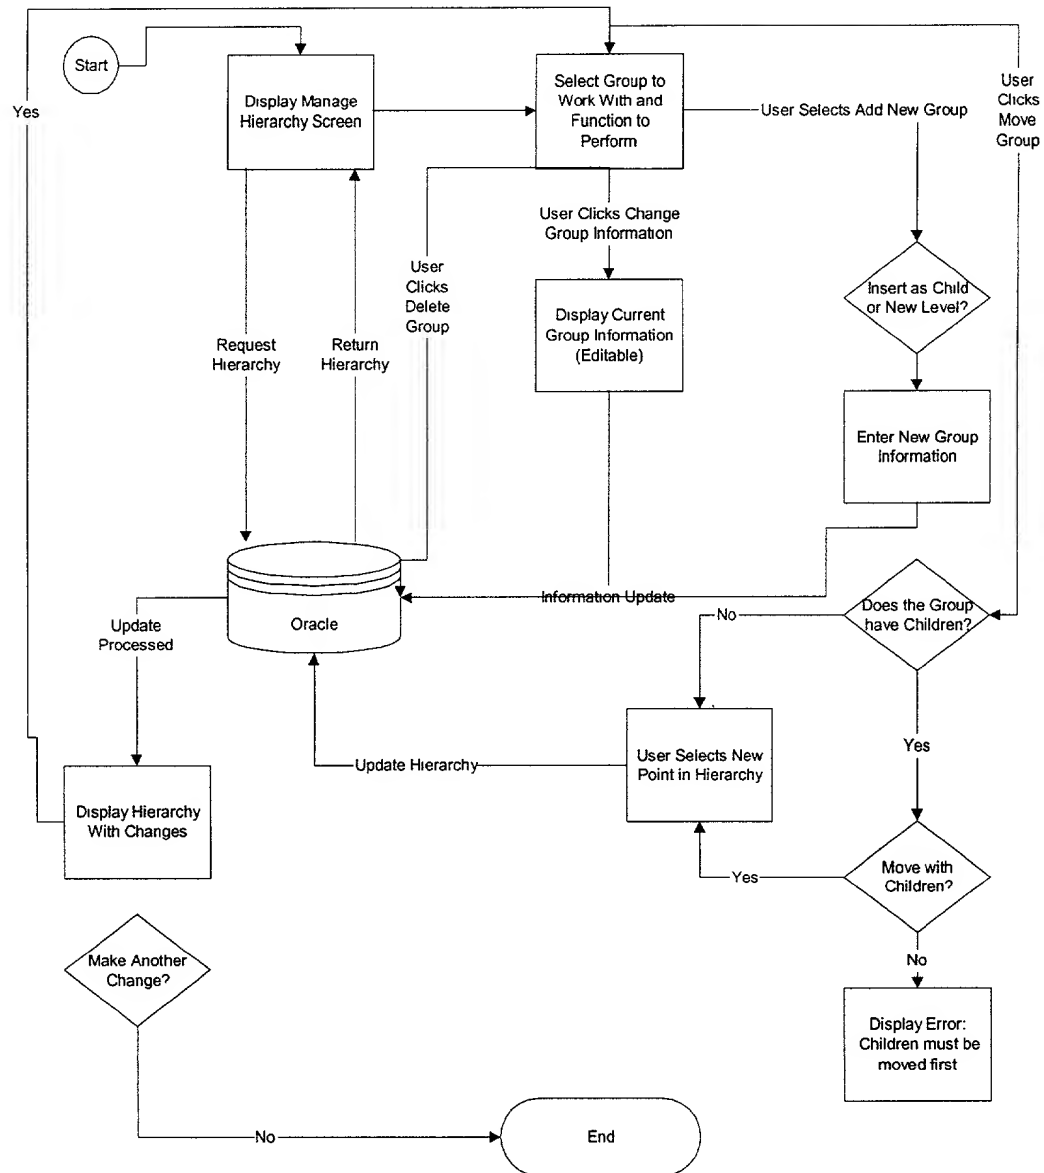 Start
Display Manage
Hierarchy Screen
Select Group to
Work With and
Function to
Perform
User Selects Add New Group
User
Clicks
Move
Group
Yes
User Clicks Change
Group Information
User
Clicks
Delete
Group
Insert as Child
or New Level?
Display Current
Group Information
(Editable)
Request
Hierarchy
Return
Hierarchy
Enter New Group
Information
Information Update
Oracle
Does the Group
have Children?
No
Update
Processed
Yes
User Selects New
Point in Hierarchy
Update Hierarchy
Display Hierarchy
With Changes
Move with
Children?
Yes
No
Make Another
Change?
Display Error:
Children must be
moved first
No
End